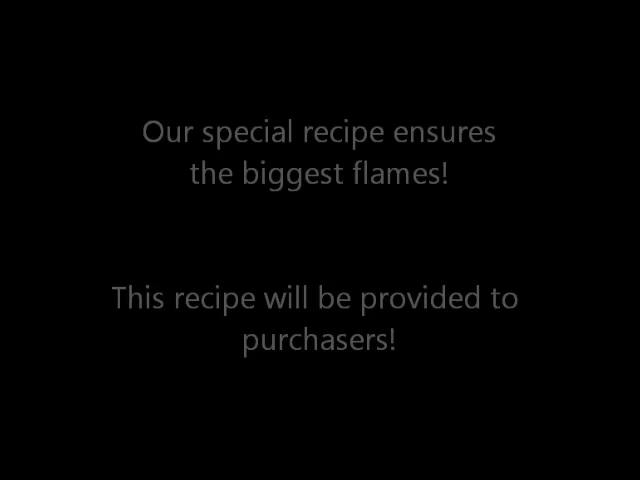 Our special recipe ensures
the biggest flames!
This recipe will be provided to
purchasers!